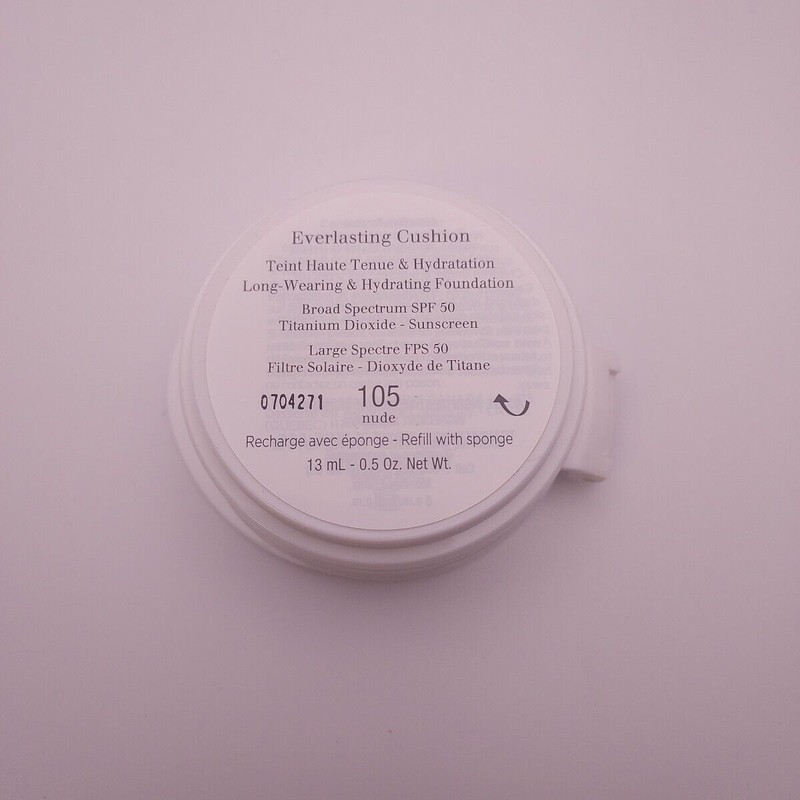 Everlasting Cushion
Teint Haute Tenue & Hydratation
Long-Wearing & Hydrating Foundation
Broad Spectrum SPF 50
Titanium Dioxide - Sunscreen
Large Spectre FPS 50
Filtre Solaire - Dioxyde de Titane
0704271 105
nude
Recharge avec éponge - Refill with sponge
13 mL - 0.5 Oz. Net Wt.